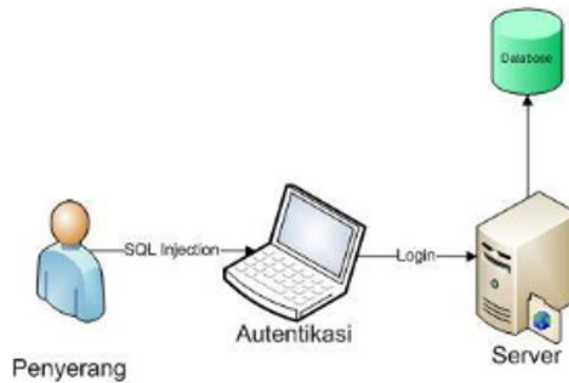 Database
SQL Injection
Login
Autentikasi
Server
Penyerang